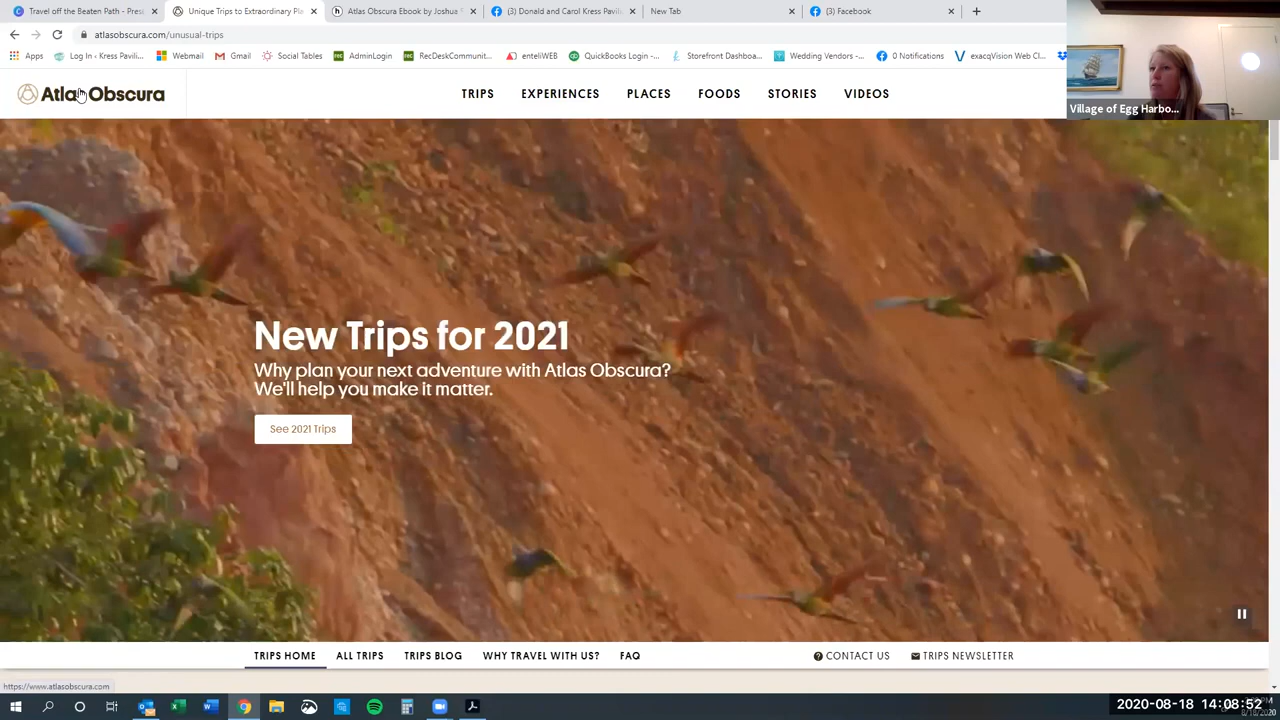 Travel off the Beaten Path - Pres
Unique Trips to Extraordinary Pla
Atlas Obscura Ebook by Joshua
(3) Donald and Carol Kress Pavili
New Tab
(3) Facebook
atlasobscura.com/unusual-trips
Apps
Log In ‹ Kress Pavili...
Webmail
Gmail
Social Tables
AdminLogin
RecDeskCommunit...
enteliWEB
QuickBooks Login -...
Storefront Dashboa...
Wedding Vendors -...
0 Notifications
exacqVision Web Cl...
Atlas Obscura
TRIPS
EXPERIENCES
PLACES
FOODS
STORIES
VIDEOS
Village of Egg Harbo...
New Trips for 2021
Why plan your next adventure with Atlas Obscura?
We'll help you make it matter.
See 2021 Trips
TRIPS HOME
ALL TRIPS
TRIPS BLOG
WHY TRAVEL WITH US?
FAQ
CONTACT US
TRIPS NEWSLETTER
https://www.atlasobscura.com
2020-08-18 14:08:52